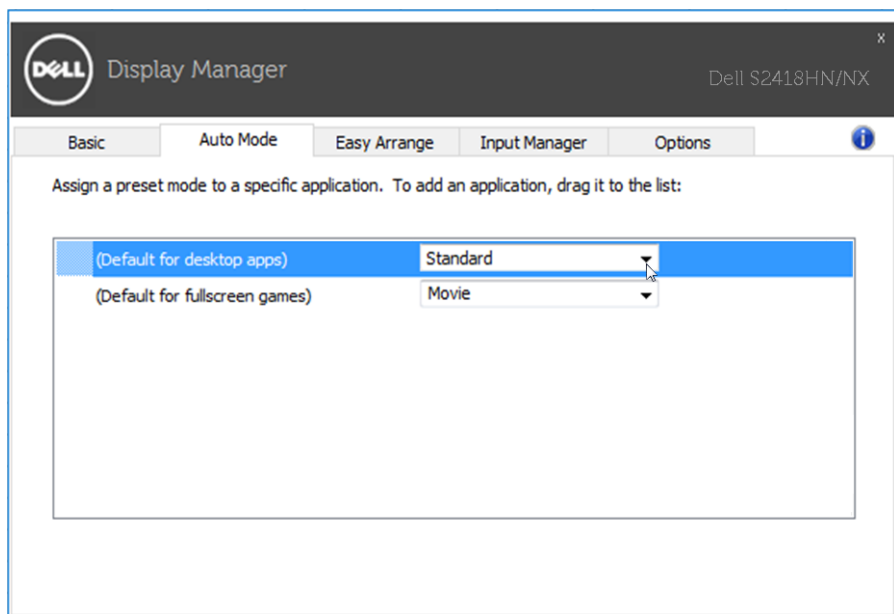 DELL
Display Manager
x
Dell S2418HN/NX
Basic
Auto Mode
Easy Arrange
Input Manager
Options
i
Assign a preset mode to a specific application. To add an application, drag it to the list:
(Default for desktop apps)
Standard
(Default for fullscreen games)
Movie